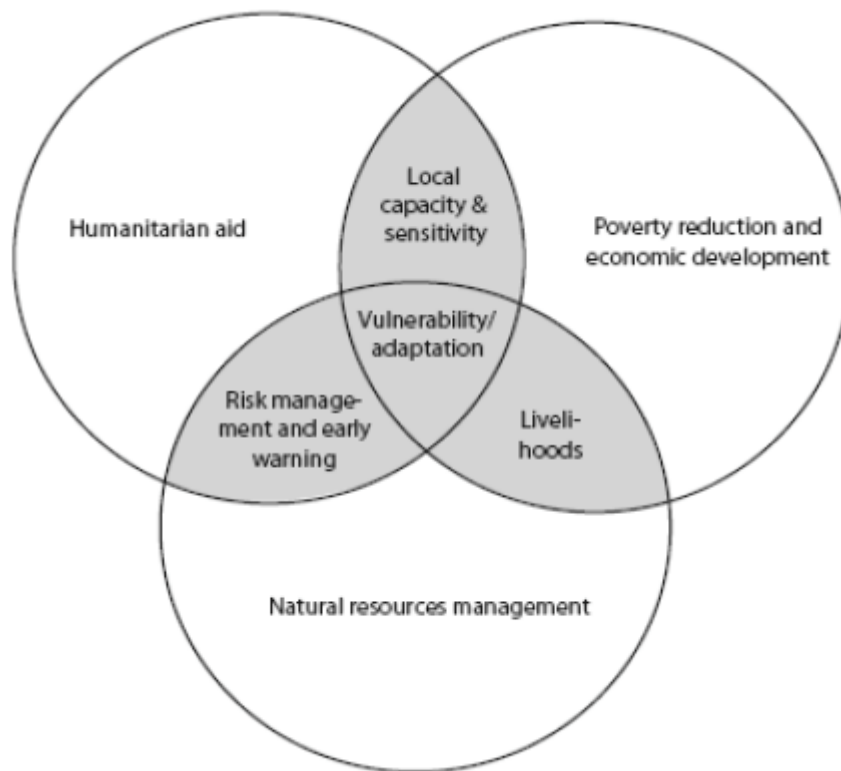 Local
capacity &
sensitivity
Humanitarian aid
Poverty reduction and
economic development
Vulnerability/
adaptation
Risk manage-
ment and early
warning
Liveli-
hoods
Natural resources management